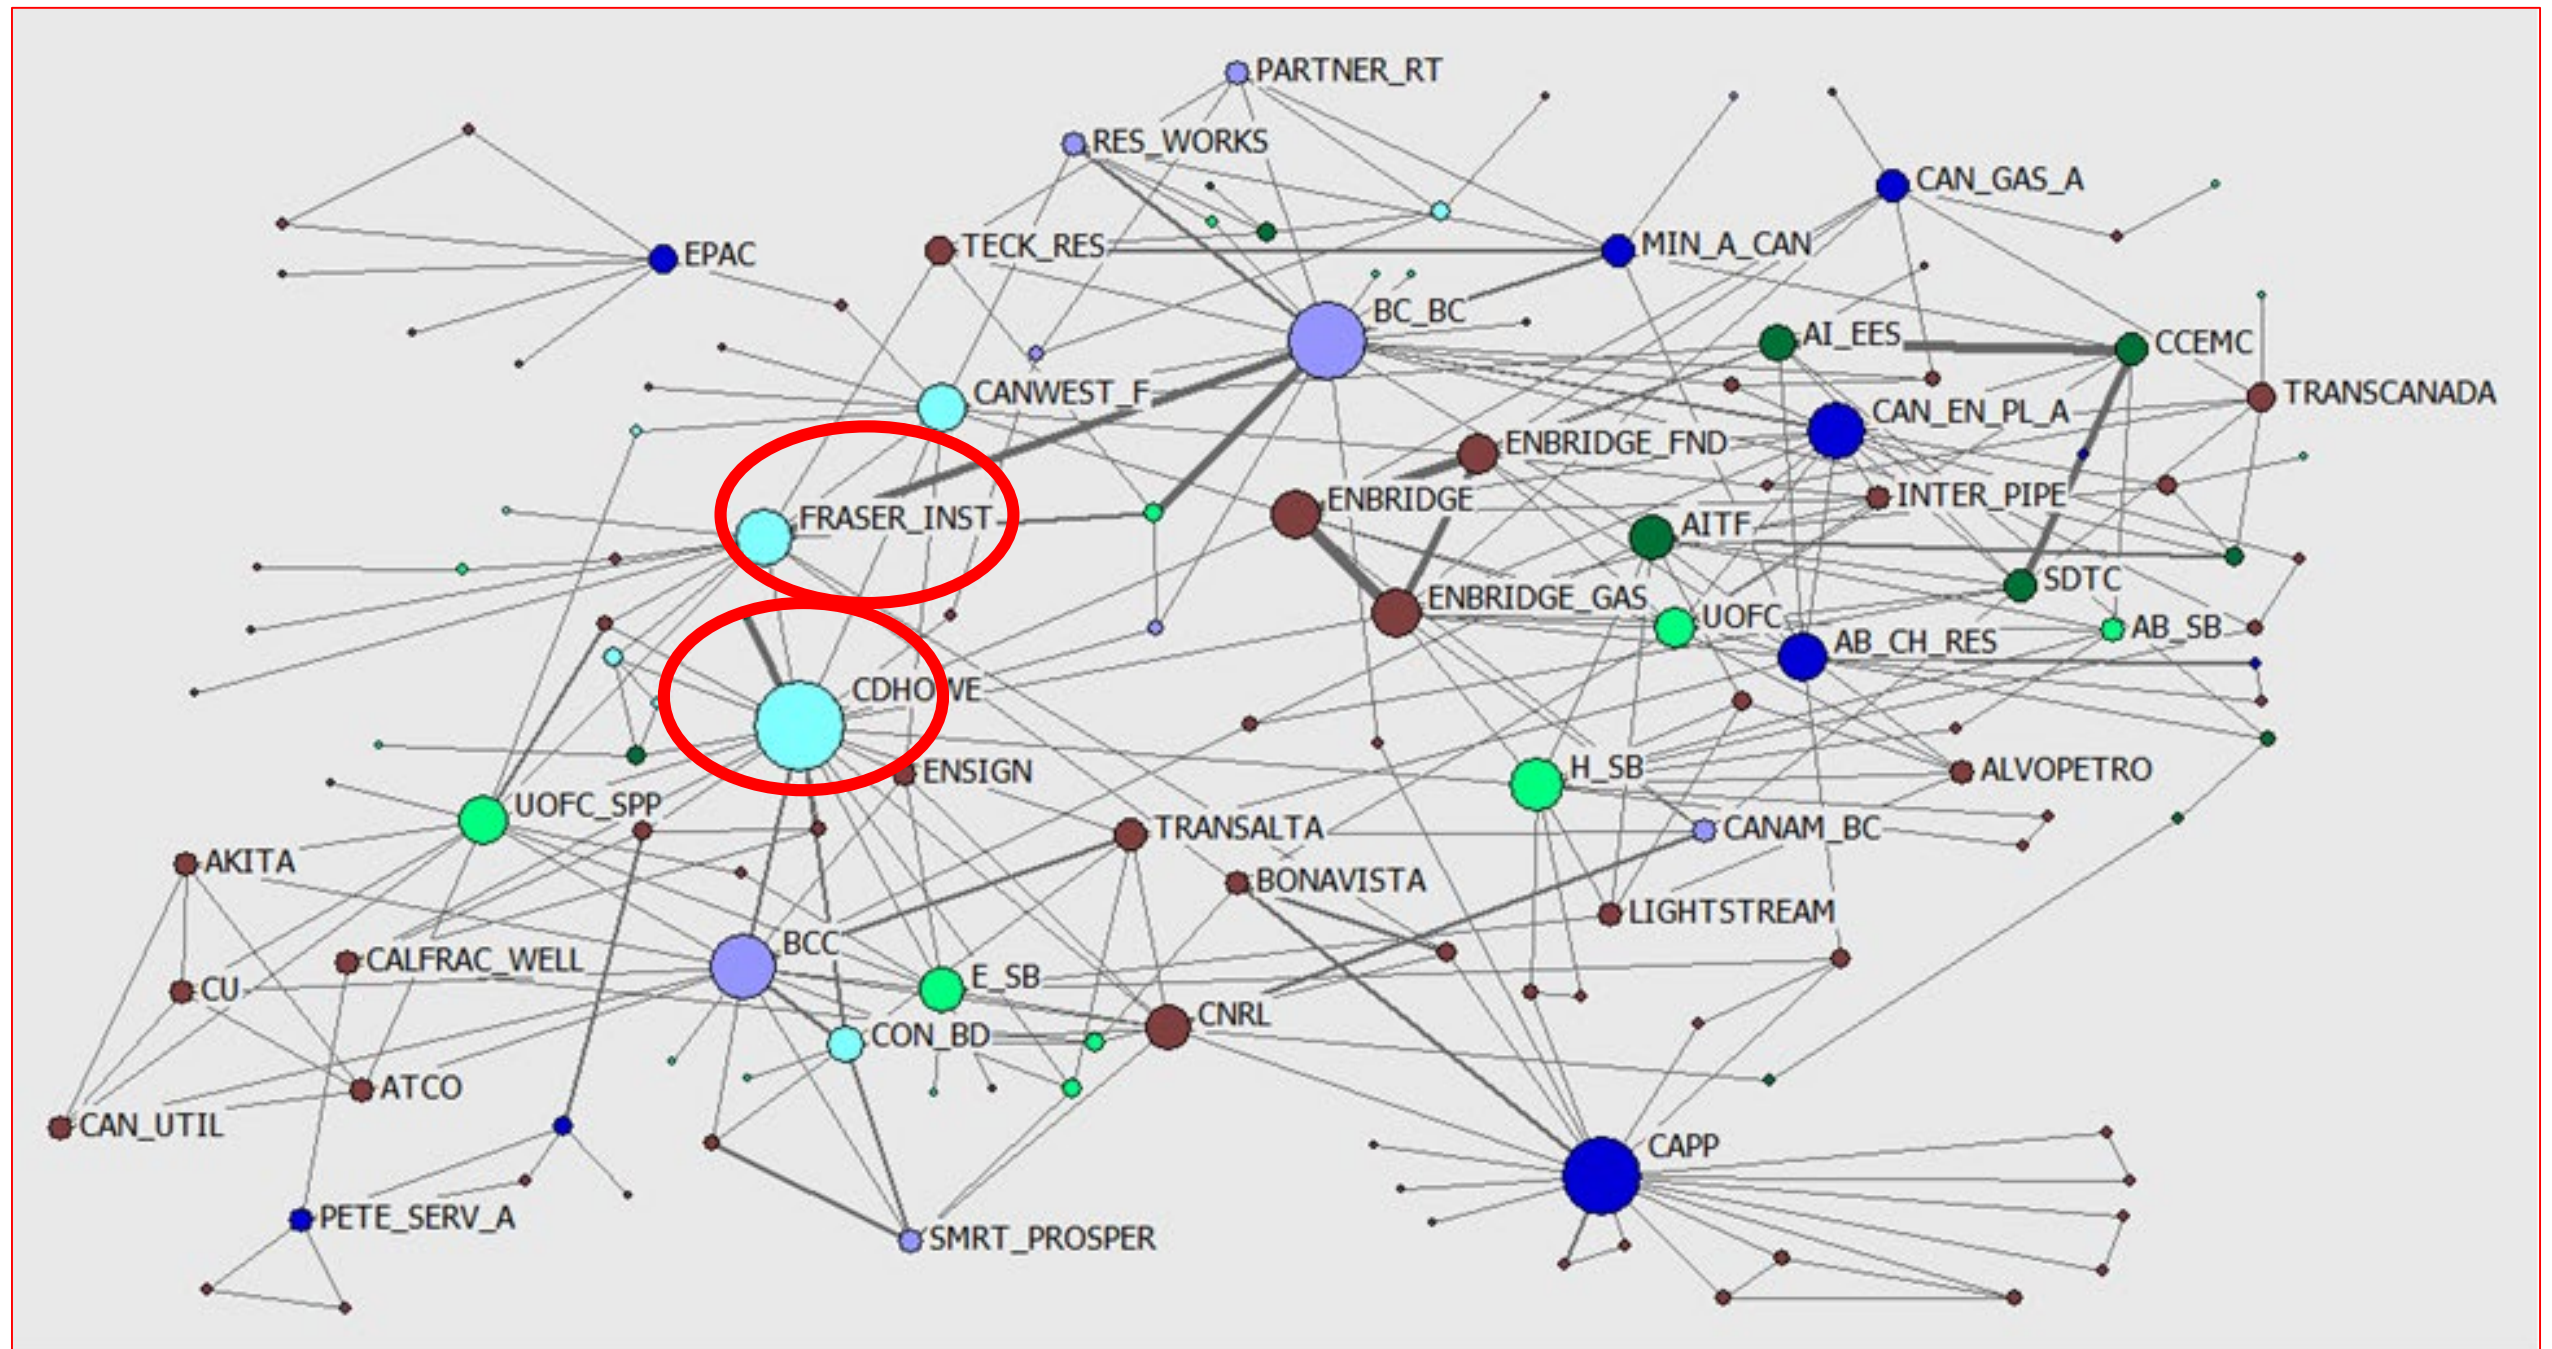 PARTNER_RT
RES_WORKS
CAN_GAS_A
TECK_RES
MIN_A_CAN
EPAC
BC_BC
AI_EES
CCEMC
CANWEST_F
TRANSCANADA
CAN_EN_PL_A
ENBRIDGE_FND
ENBRIDGE
INTER_PIPE
FRASER_INST
AITF
SDTC
ENBRIDGE_GAS
UOFC
AB_SB
AB_CH_RES
CDHOWE
H_SB
ALVOPETRO
ENSIGN
UOFC_SPP
TRANSALTA
CANAM_BC
AKITA
BONAVISTA
LIGHTSTREAM
BCC
CALFRAC_WELL
E_SB
CU
CNRL
CON_BD
ATCO
CAN_UTIL
CAPP
PETE_SERV_A
SMRT_PROSPER